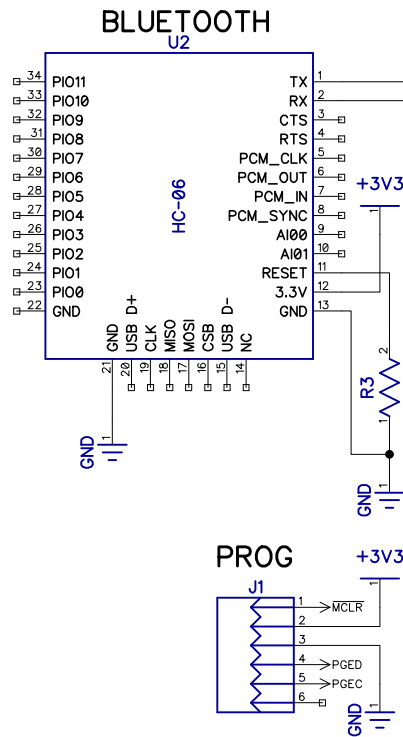 BLUETOOTH
U2
34 PIO11 TX 1
33 PIO10 RX 2
32 PIO9 CTS 3
31 PIO8 RTS 4
30 PIO7 PCM_CLK 5
29 PIO6 PCM_OUT 6
28 PIO5 PCM_IN 7
27 PIO4 PCM_SYNC 8
26 PIO3 AIO0 9
25 PIO2 AIO1 10
24 PIO1 RESET 11
23 PIO0 3.3V 12
22 GND GND 13
HC-06
+3V3
1
GND USB D+ CLK MISO MOSI CSB USB D- NC
21 20 19 18 17 16 15 14
2
R3
1
1
GND
1
GND
PROG
J1
+3V3
1
1 MCLR
2
3
4 PGED
5 PGEC
6
1
GND